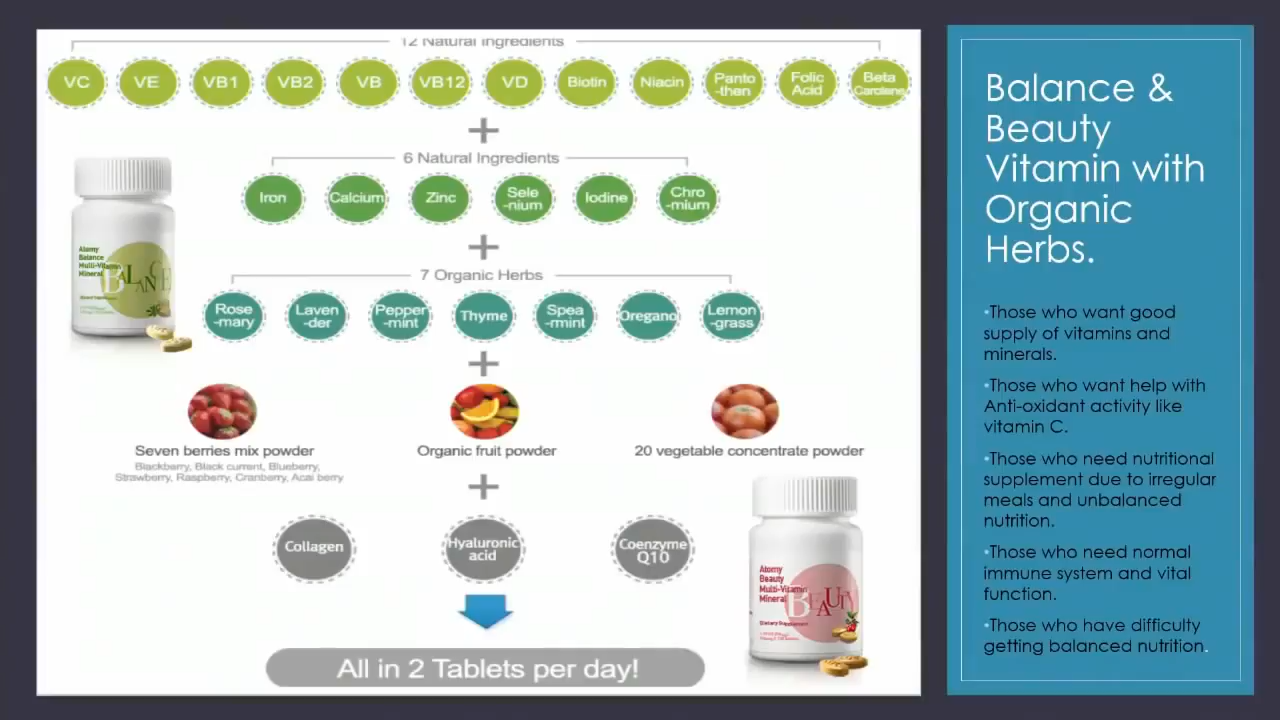 12 Natural Ingredients
VC VE VB1 VB2 VB VB12 VD Biotin Niacin Panto -then Folic Acid Beta Carotene
+
6 Natural Ingredients
Iron Calcium Zinc Sele -nium Iodine Chro -mium
+
7 Organic Herbs
Rose -mary Laven -der Pepper -mint Thyme Spea -mint Oregano Lemon -grass
+
Atomy
Balance
Multi-Vitamin
Mineral
BALANCE
Seven berries mix powder
Blackberry, Black current, Blueberry,
Strawberry, Raspberry, Cranberry, Acai berry
Organic fruit powder
20 vegetable concentrate powder
+
Collagen
Hyaluronic
acid
Coenzyme
Q10
Atomy
Beauty
Multi-Vitamin
Mineral
BEAUTY
Dietary Supplement
All in 2 Tablets per day!
Balance &
Beauty
Vitamin with
Organic
Herbs.
•Those who want good
supply of vitamins and
minerals.
•Those who want help with
Anti-oxidant activity like
vitamin C.
•Those who need nutritional
supplement due to irregular
meals and unbalanced
nutrition.
•Those who need normal
immune system and vital
function.
•Those who have difficulty
getting balanced nutrition.